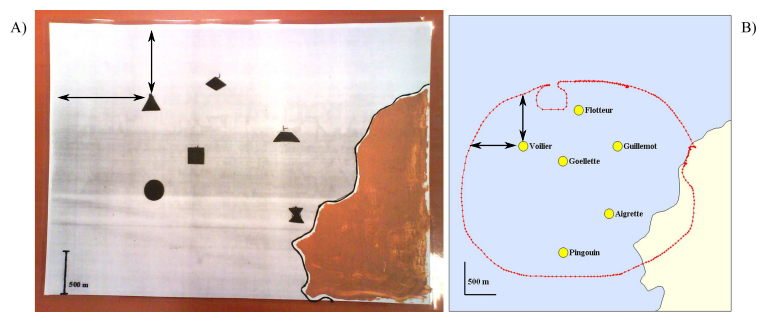 A)
B)
Flotteur
Voilier
Guillemot
Goellette
Aigrette
Pingouin
500 m
500 m